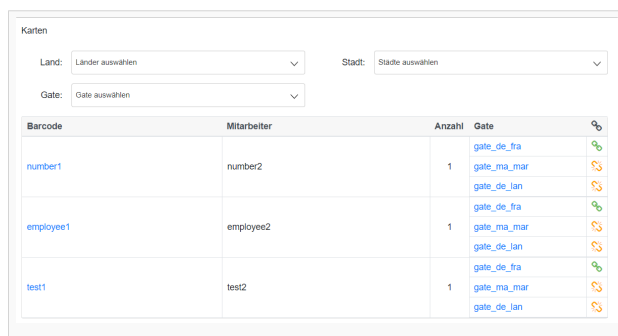 Karten
Land: Länder auswählen Stadt: Städte auswählen
Gate: Gate auswählen
Barcode Mitarbeiter Anzahl Gate
number1 number2 1 gate_de_fra
gate_ma_mar
gate_de_lan
employee1 employee2 1 gate_de_fra
gate_ma_mar
gate_de_lan
test1 test2 1 gate_de_fra
gate_ma_mar
gate_de_lan